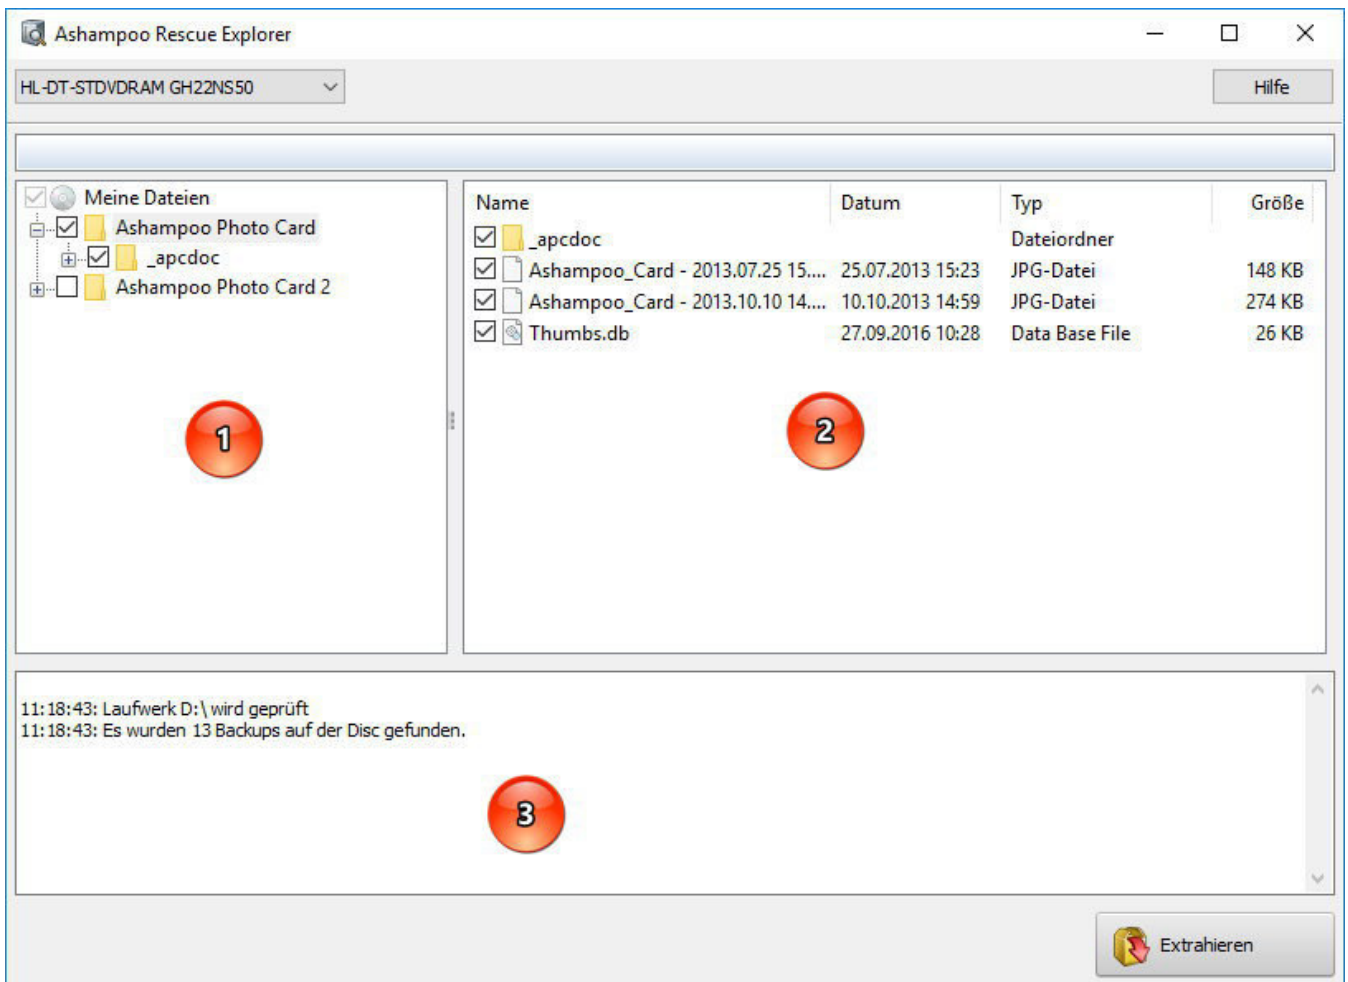 Ashampoo Rescue Explorer
HL-DT-STDVDRAM GH22NS50
Hilfe
Meine Dateien
Ashampoo Photo Card
_apcdoc
Ashampoo Photo Card 2
1
Name Datum Typ Größe
_apcdoc Dateiordner
Ashampoo_Card - 2013.07.25 15.... 25.07.2013 15:23 JPG-Datei 148 KB
Ashampoo_Card - 2013.10.10 14.... 10.10.2013 14:59 JPG-Datei 274 KB
Thumbs.db 27.09.2016 10:28 Data Base File 26 KB
2
11:18:43: Laufwerk D:\ wird geprüft
11:18:43: Es wurden 13 Backups auf der Disc gefunden.
3
Extrahieren